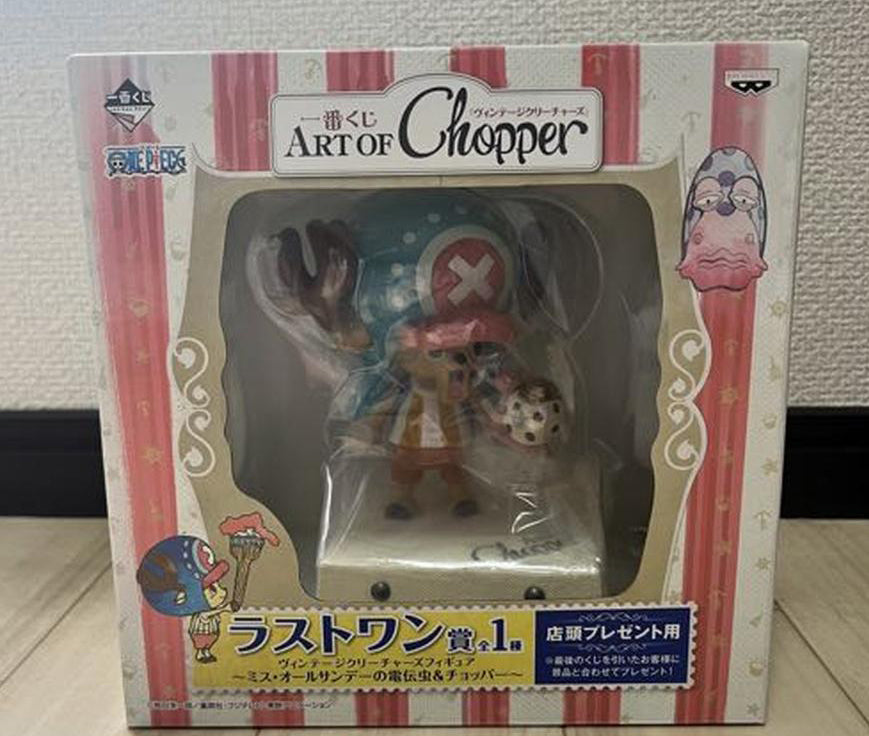 一番くじ
ONE PIECE
BANPRESTO
一番くじ
〈ヴィンテージクリーチャーズ〉
ART OF Chopper
ラストワン賞 全1種
ヴィンテージクリーチャーズフィギュア
～ミス・オールサンデーの電伝虫&チョッパー～
店頭プレゼント用
※最後のくじを引いたお客様に
景品と合わせてプレゼント!